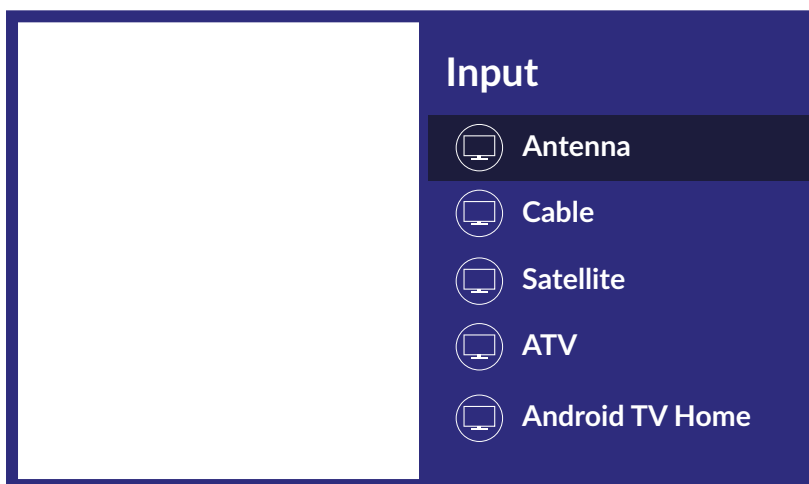 Input
Antenna
Cable
Satellite
ATV
Android TV Home